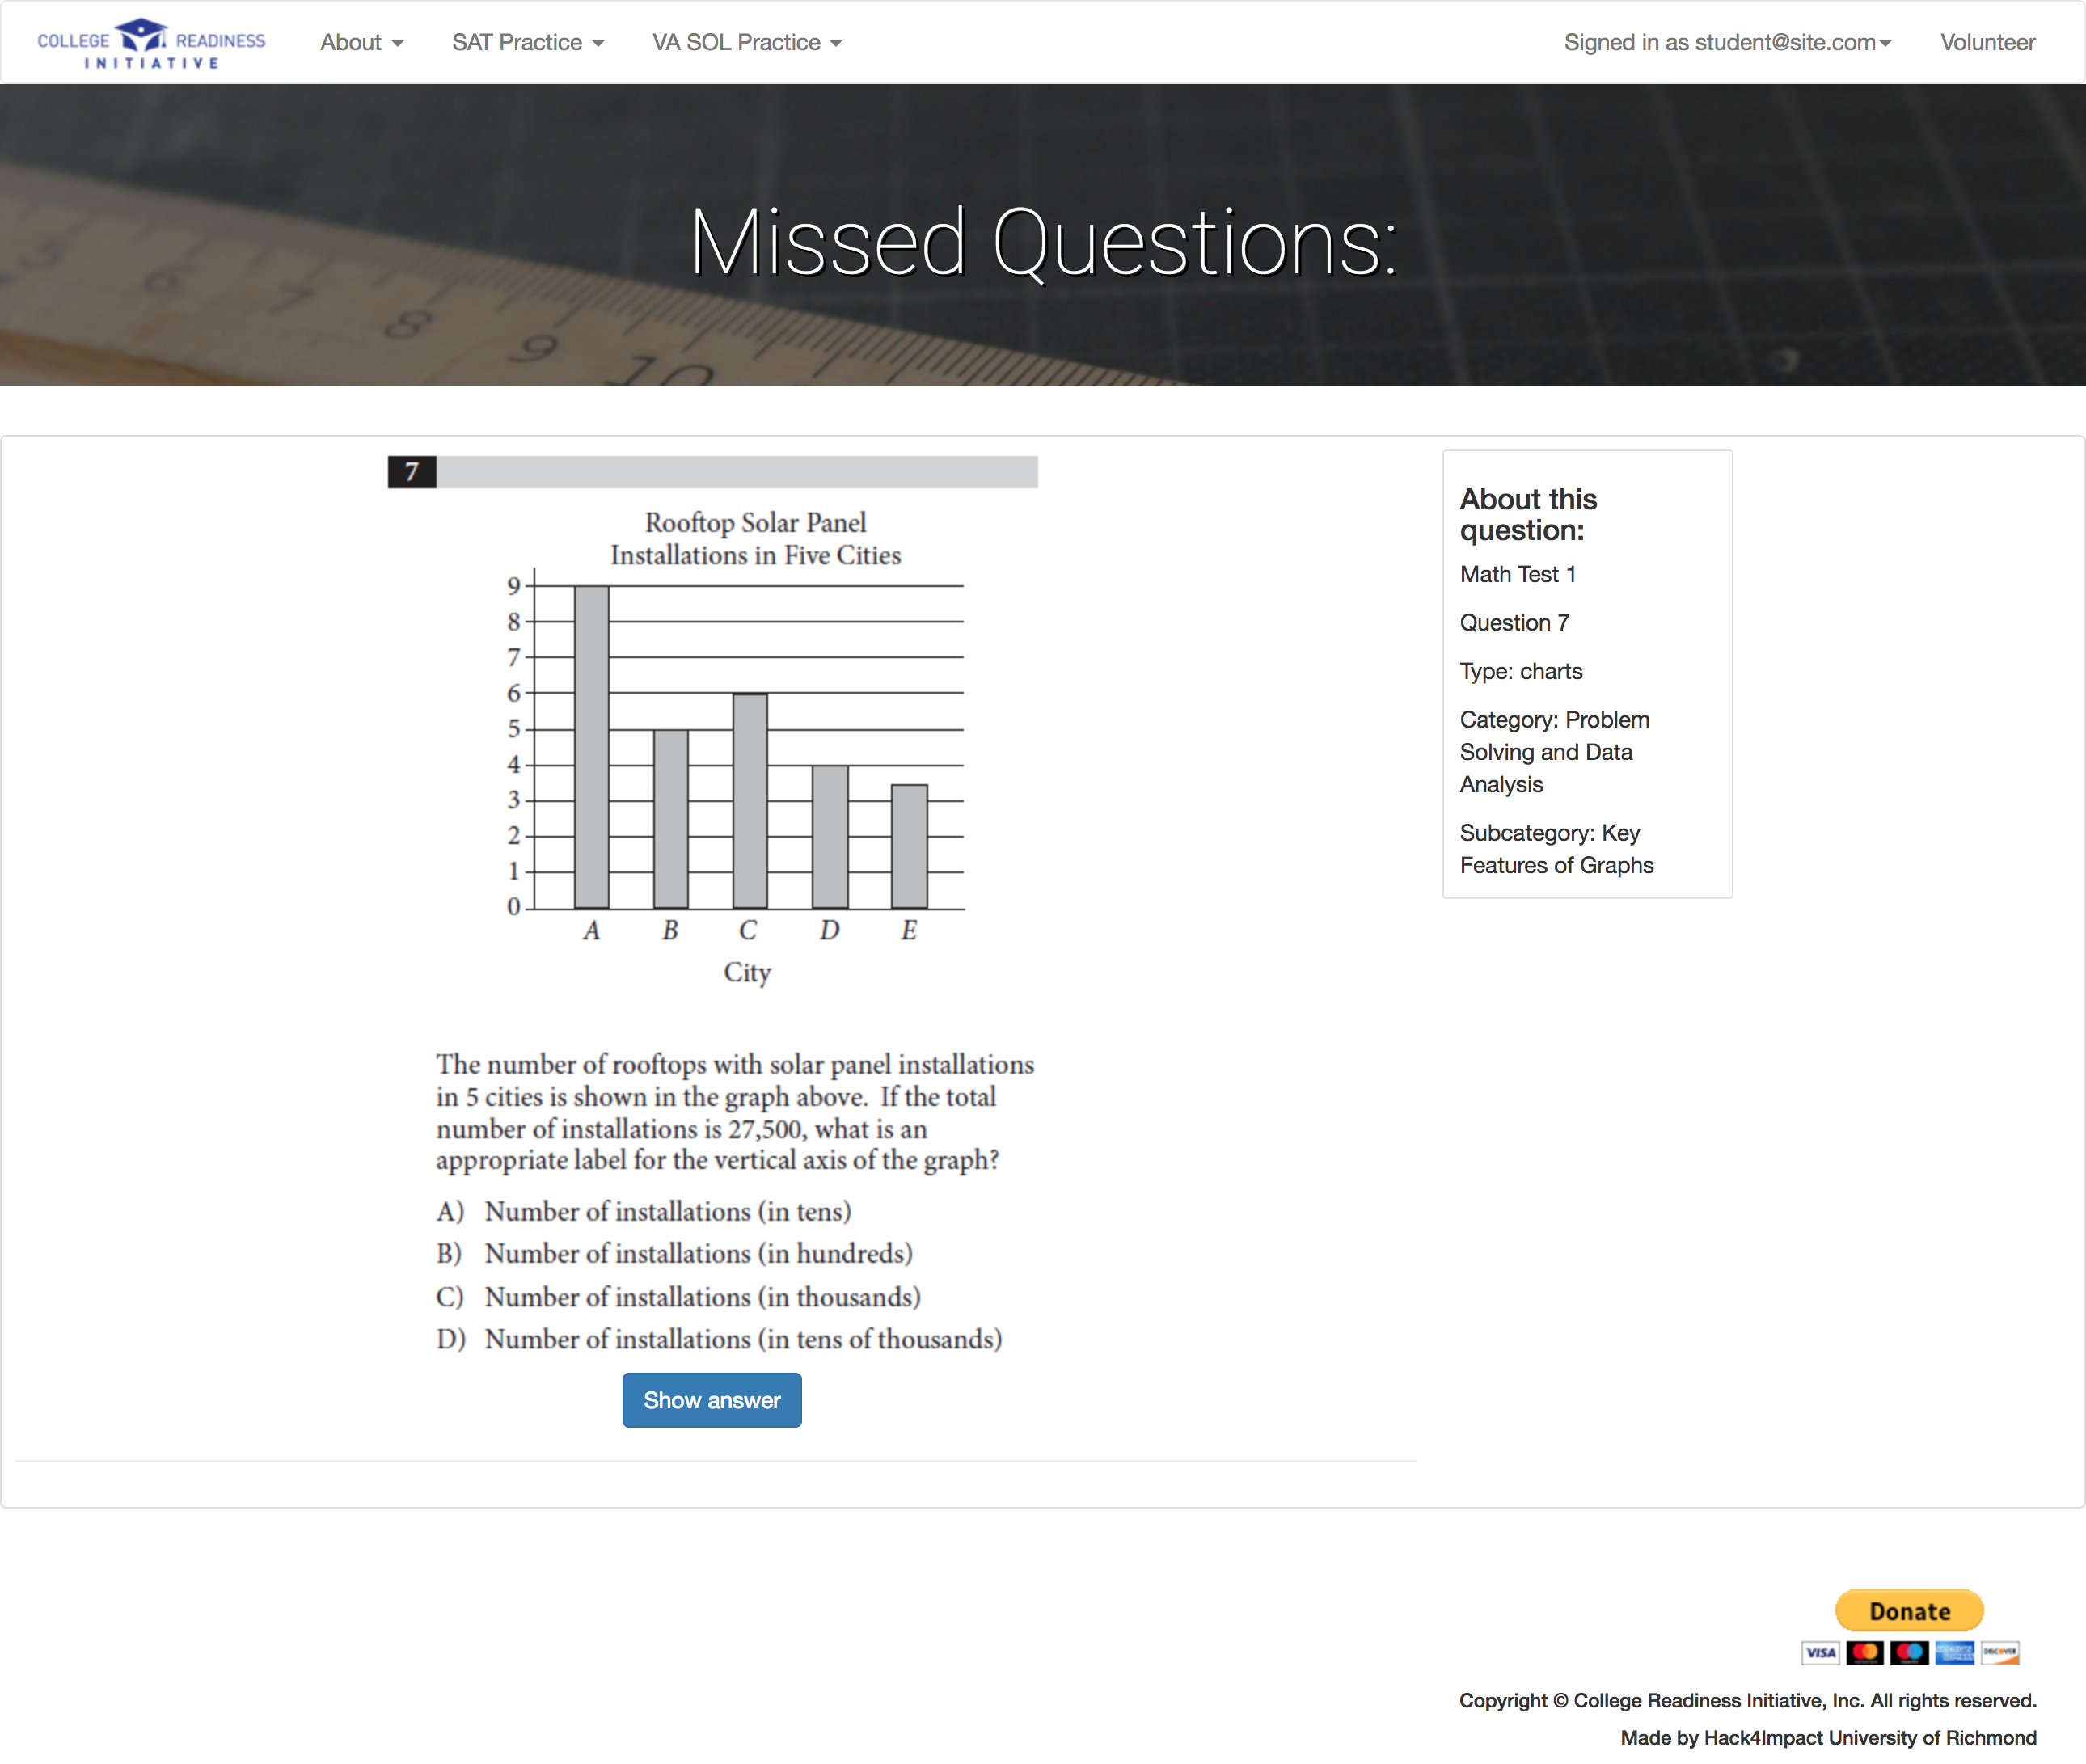 COLLEGE READINESS
INITIATIVE
About
SAT Practice
VA SOL Practice
Signed in as student@site.com
Volunteer
5 6 7 8 9 10
Missed Questions:
7
Rooftop Solar Panel
Installations in Five Cities
9
8
7
6
5
4
3
2
1
0
A B C D E
City
The number of rooftops with solar panel installations
in 5 cities is shown in the graph above. If the total
number of installations is 27,500, what is an
appropriate label for the vertical axis of the graph?
A) Number of installations (in tens)
B) Number of installations (in hundreds)
C) Number of installations (in thousands)
D) Number of installations (in tens of thousands)
Show answer
About this
question:
Math Test 1
Question 7
Type: charts
Category: Problem
Solving and Data
Analysis
Subcategory: Key
Features of Graphs
Donate
VISA
DISCOVER
Copyright © College Readiness Initiative, Inc. All rights reserved.
Made by Hack4Impact University of Richmond